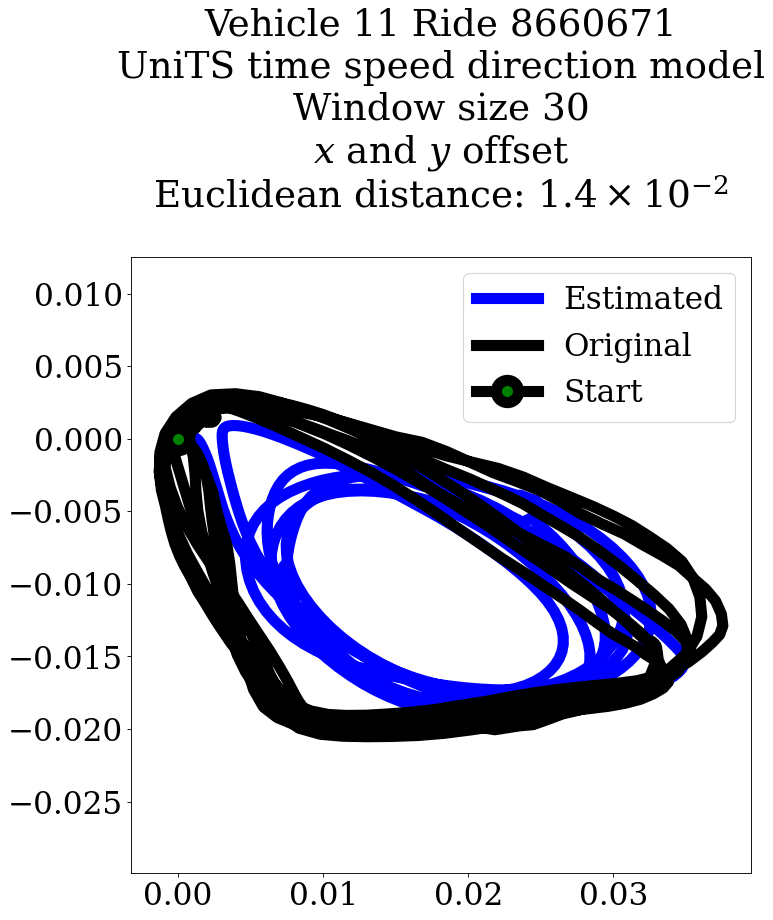 Vehicle 11 Ride 8660671
UniTS time speed direction model
Window size 30
x and y offset
Euclidean distance: 1.4 × 10⁻²
Estimated
Original
Start
0.010
0.005
0.000
−0.005
−0.010
−0.015
−0.020
−0.025
0.00 0.01 0.02 0.03